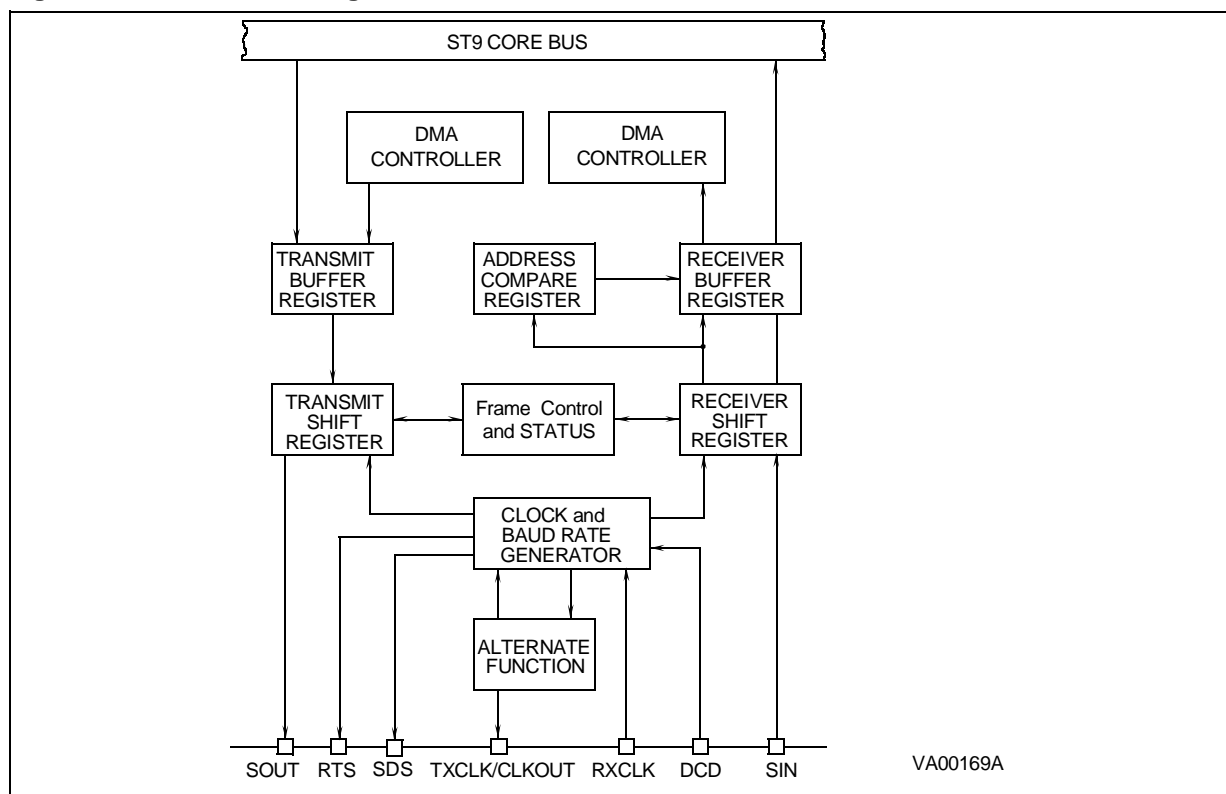 ST9 CORE BUS
DMA
CONTROLLER
DMA
CONTROLLER
TRANSMIT
BUFFER
REGISTER
ADDRESS
COMPARE
REGISTER
RECEIVER
BUFFER
REGISTER
TRANSMIT
SHIFT
REGISTER
Frame Control
and STATUS
RECEIVER
SHIFT
REGISTER
CLOCK and
BAUD RATE
GENERATOR
ALTERNATE
FUNCTION
SOUT RTS SDS TXCLK/CLKOUT RXCLK DCD SIN
VA00169A